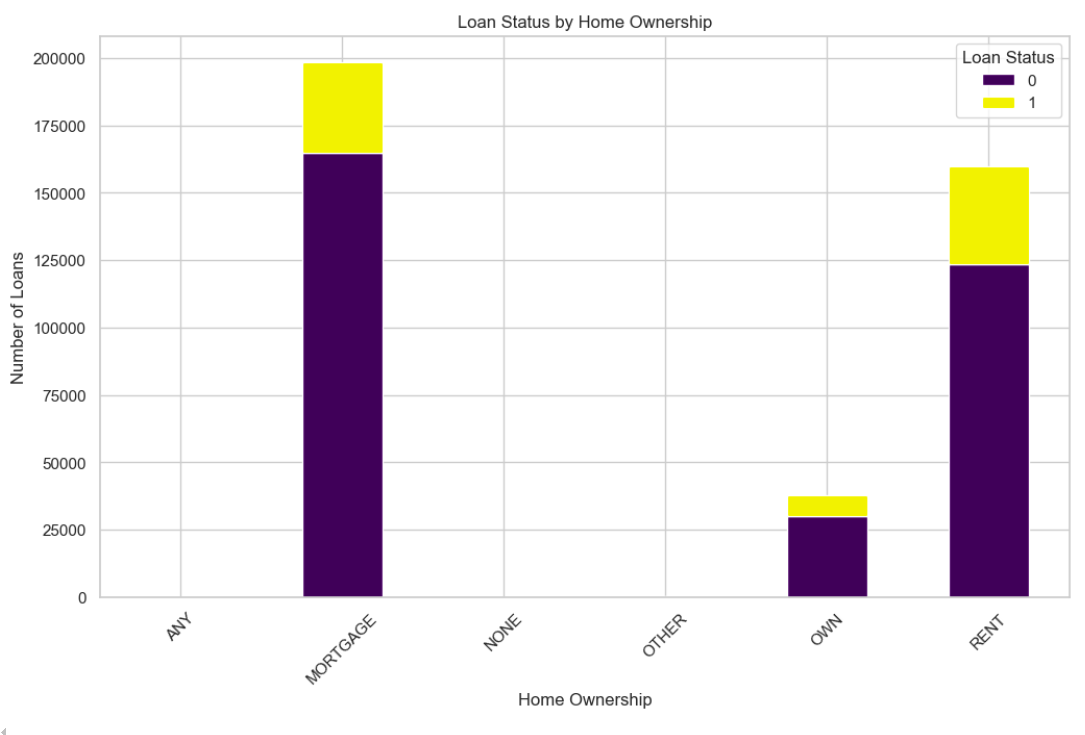 Loan Status by Home Ownership
Loan Status
0
1
200000
175000
150000
125000
100000
75000
50000
25000
0
Number of Loans
ANY
MORTGAGE
NONE
OTHER
OWN
RENT
Home Ownership